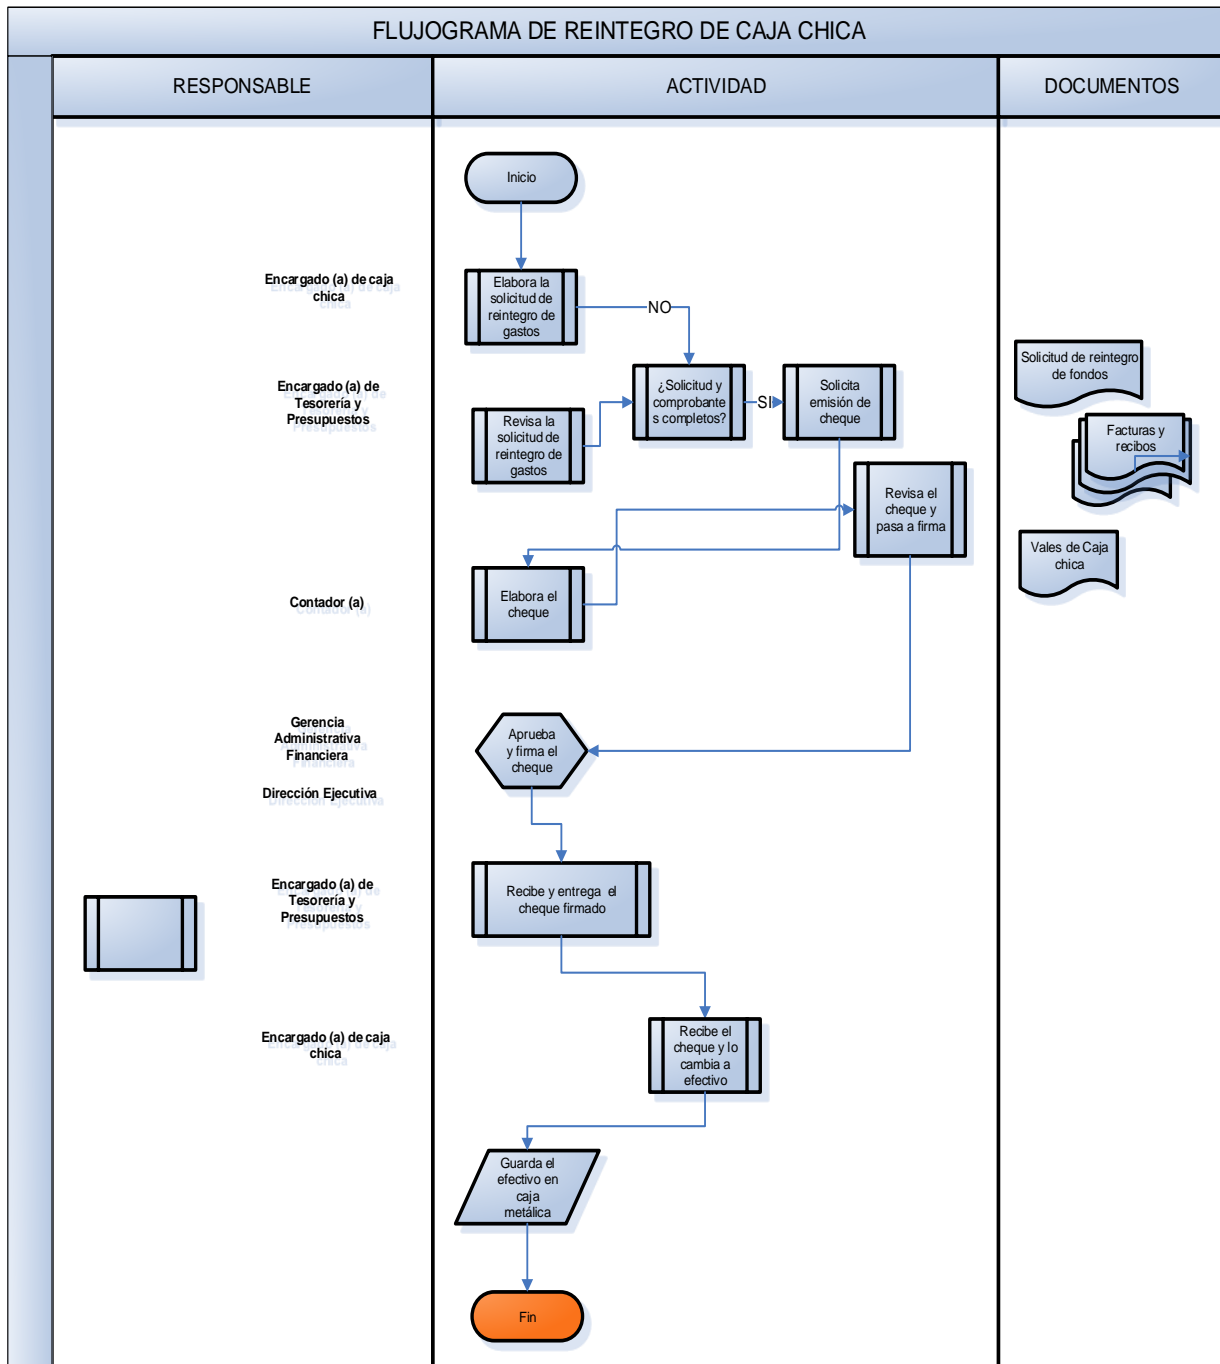 FLUJOGRAMA DE REINTEGRO DE CAJA CHICA
RESPONSABLE
ACTIVIDAD
DOCUMENTOS
Inicio
Encargado (a) de caja
chica
Elabora la
solicitud de
reintegro de
gastos
NO
Encargado (a) de
Tesorería y
Presupuestos
Revisa la
solicitud de
reintegro de
gastos
¿Solicitud y
comprobante
s completos?
SI
Solicita
emisión de
cheque
Solicitud de reintegro
de fondos
Facturas y
recibos
Revisa el
cheque y
pasa a firma
Vales de Caja
chica
Contador (a)
Elabora el
cheque
Gerencia
Administrativa
Financiera
Aprueba
y firma el
cheque
Dirección Ejecutiva
Encargado (a) de
Tesorería y
Presupuestos
Recibe y entrega el
cheque firmado
Encargado (a) de caja
chica
Recibe el
cheque y lo
cambia a
efectivo
Guarda el
efectivo en
caja
metálica
Fin